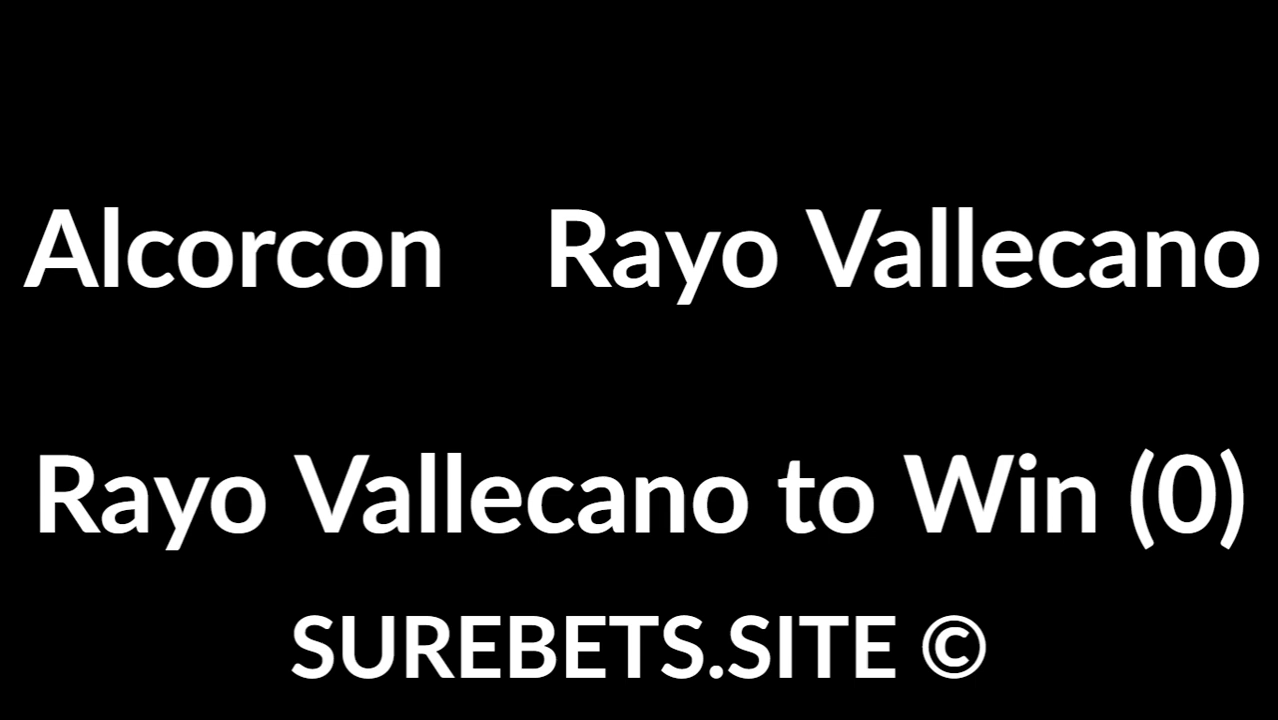 Alcorcon Rayo Vallecano
Rayo Vallecano to Win (0)
SUREBETS.SITE ©